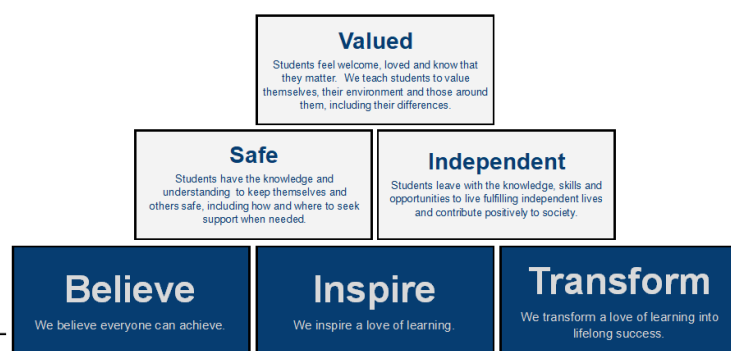 Valued
Students feel welcome, loved and know that
they matter. We teach students to value
themselves, their environment and those around
them, including their differences.
Safe
Students have the knowledge and
understanding to keep themselves and
others safe, including how and where to seek
support when needed.
Independent
Students leave with the knowledge, skills and
opportunities to live fulfilling independent lives
and contribute positively to society.
Believe
We believe everyone can achieve.
Inspire
We inspire a love of learning.
Transform
We transform a love of learning into
lifelong success.